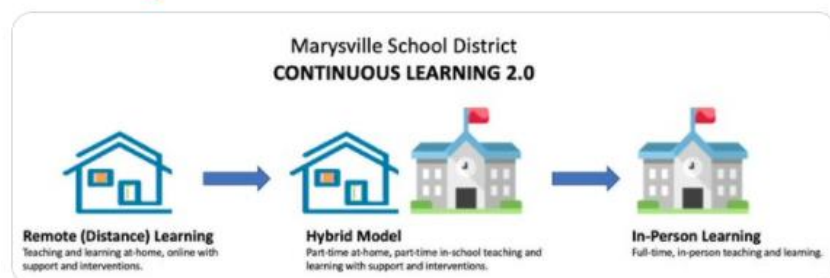 Marysville School District
CONTINUOUS LEARNING 2.0
Remote (Distance) Learning
Teaching and learning at-home, online with
support and interventions.
Hybrid Model
Part-time at-home, part-time in-school teaching and
learning with support and interventions.
In-Person Learning
Full-time, in-person teaching and learning.